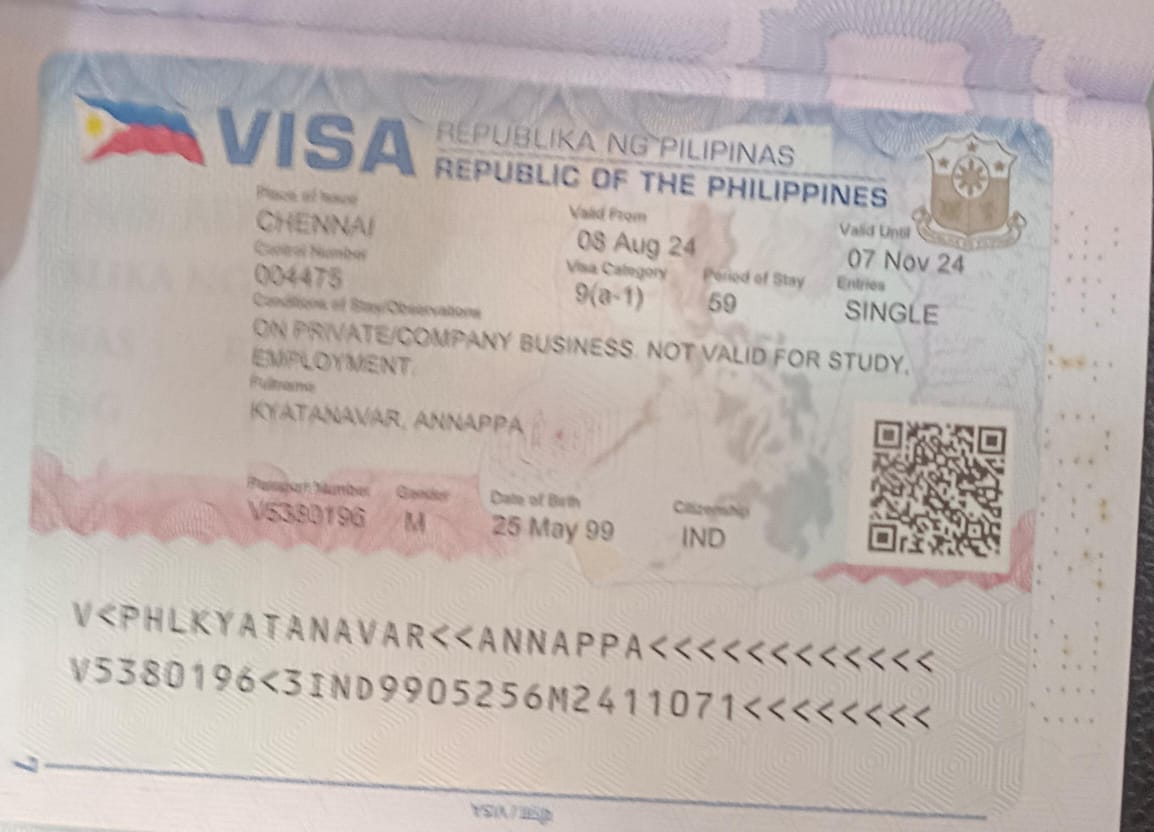 VISA REPUBLIKA NG PILIPINAS
REPUBLIC OF THE PHILIPPINES
Place of Issue Valid From Valid Until
CHENNAI 08 Aug 24 07 Nov 24
Control Number Visa Category Period of Stay Entries
004475 9(a-1) 59 SINGLE
Conditions of Stay/Observations
ON PRIVATE/COMPANY BUSINESS. NOT VALID FOR STUDY,
EMPLOYMENT.
Fullname
KYATANAVAR, ANNAPPA
Passport Number Gender Date of Birth Citizenship
V5380196 M 25 May 99 IND
V<PHLKYATANAVAR<<ANNAPPA<<<<<<<<<<<<
V5380196<3IND9905256M2411071<<<<<<<<